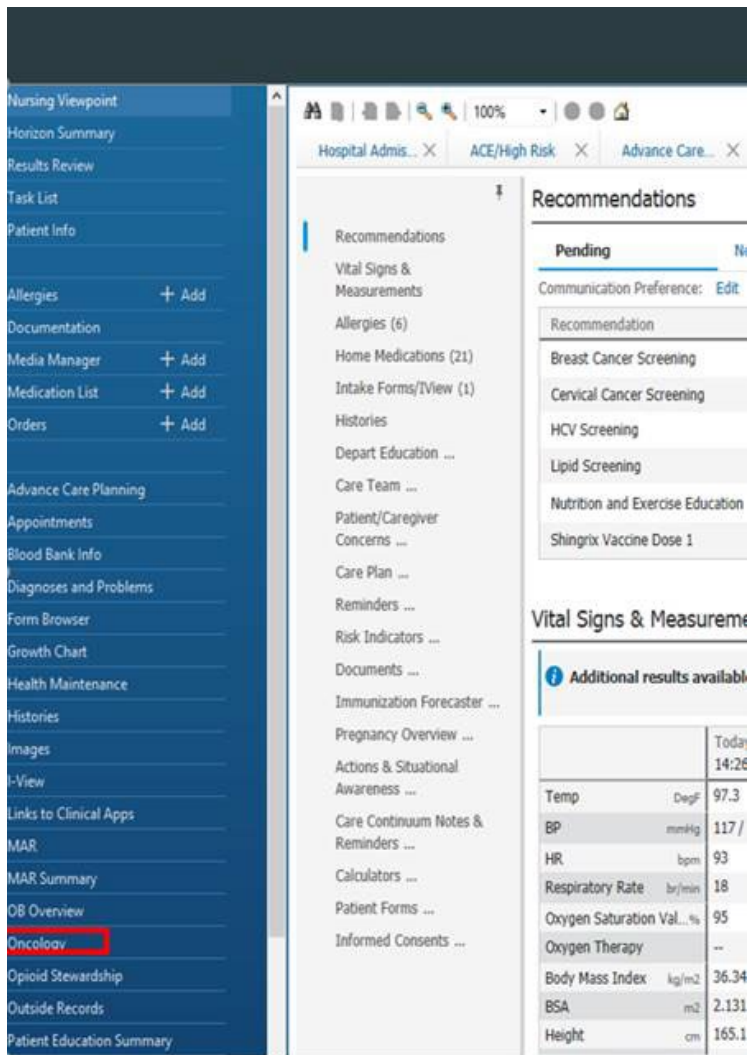 Nursing Viewpoint
Horizon Summary
Results Review
Task List
Patient Info
Allergies + Add
Documentation
Media Manager + Add
Medication List + Add
Orders + Add
Advance Care Planning
Appointments
Blood Bank Info
Diagnoses and Problems
Form Browser
Growth Chart
Health Maintenance
Histories
Images
I-View
Links to Clinical Apps
MAR
MAR Summary
OB Overview
Oncology
Opioid Stewardship
Outside Records
Patient Education Summary
100%
Hospital Admis... ACE/High Risk Advance Care...
Recommendations
Vital Signs &
Measurements
Allergies (6)
Home Medications (21)
Intake Forms/IView (1)
Histories
Depart Education ...
Care Team ...
Patient/Caregiver
Concerns ...
Care Plan ...
Reminders ...
Risk Indicators ...
Documents ...
Immunization Forecaster ...
Pregnancy Overview ...
Actions & Situational
Awareness ...
Care Continuum Notes &
Reminders ...
Calculators ...
Patient Forms ...
Informed Consents ...
Recommendations
Pending
Communication Preference: Edit
Recommendation
Breast Cancer Screening
Cervical Cancer Screening
HCV Screening
Lipid Screening
Nutrition and Exercise Education
Shingrix Vaccine Dose 1
Vital Signs & Measureme
Additional results available
Today
14:26
Temp DegF 97.3
BP mmHg 117 /
HR bpm 93
Respiratory Rate br/min 18
Oxygen Saturation Val...% 95
Oxygen Therapy --
Body Mass Index kg/m2 36.34
BSA m2 2.131
Height cm 165.1